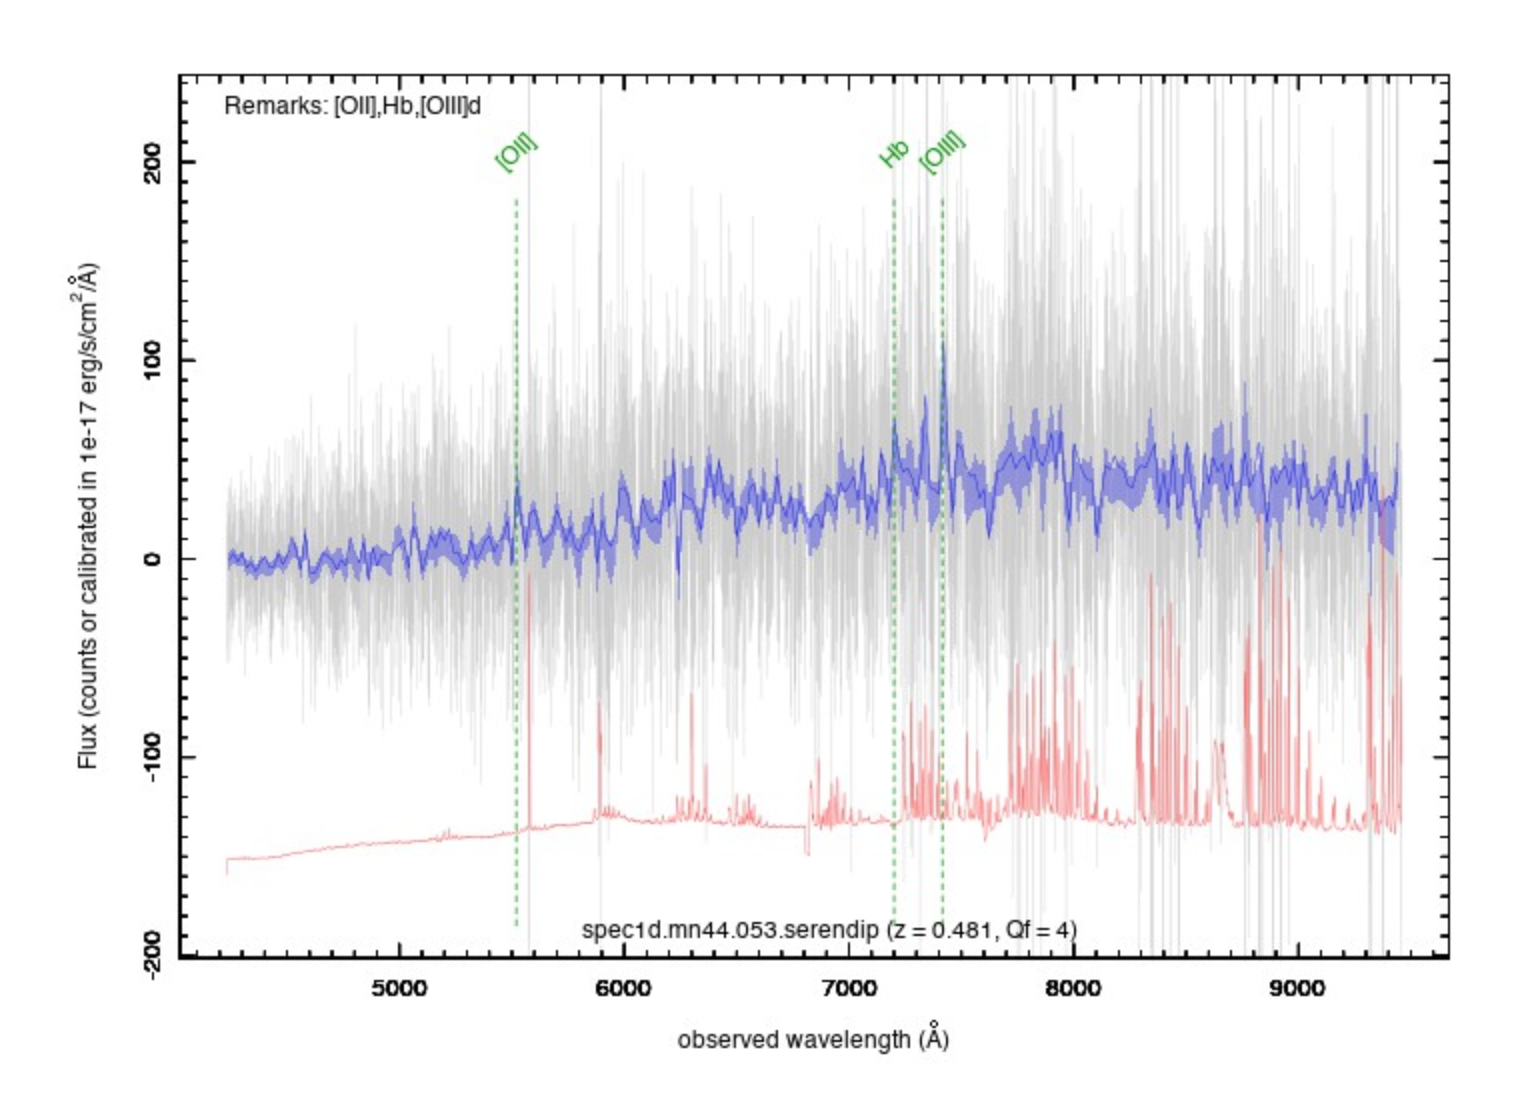 Remarks: [OII],Hb,[OIII]d
[OII]
Hb
[OIII]
200
100
0
-100
-200
Flux (counts or calibrated in 1e-17 erg/s/cm²/Å)
spec1d.mn44.053.serendip (z = 0.481, Qf = 4)
5000 6000 7000 8000 9000
observed wavelength (Å)